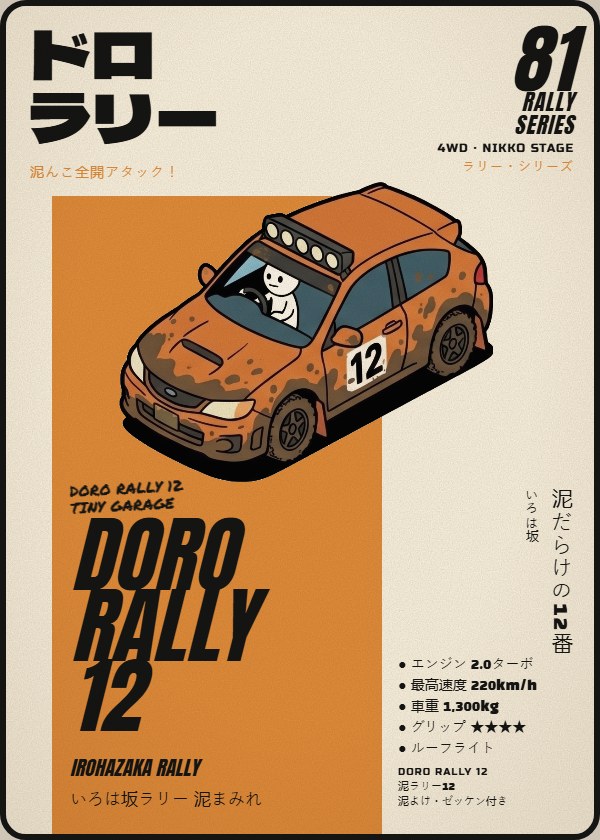 ドロ
ラリー
泥んこ全開アタック！
81
RALLY
SERIES
4WD・NIKKO STAGE
ラリー・シリーズ
12
DORO RALLY 12
TINY GARAGE
DORO
RALLY
12
IROHAZAKA RALLY
いろは坂ラリー 泥まみれ
泥だらけの12番
いろは坂
● エンジン 2.0ターボ
● 最高速度 220km/h
● 車重 1,300kg
● グリップ ★★★★
● ルーフライト
DORO RALLY 12
泥ラリー12
泥よけ・ゼッケン付き